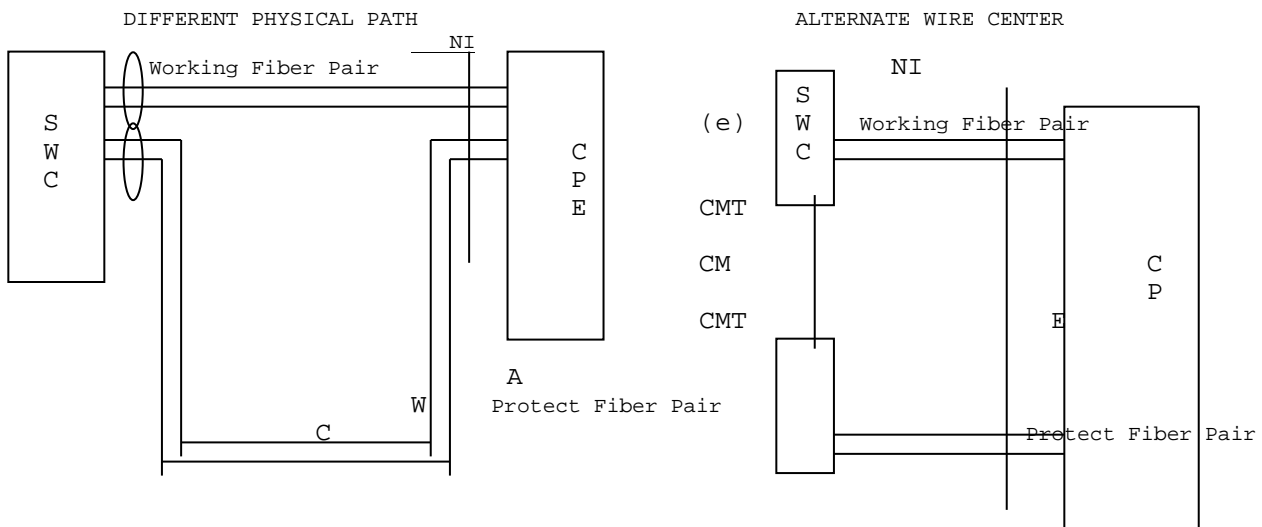 DIFFERENT PHYSICAL PATH
NI
Working Fiber Pair
S
W
C
C
P
E
A
W
Protect Fiber Pair
C
ALTERNATE WIRE CENTER
NI
S
(e)
W
Working Fiber Pair
C
CMT
CM
C
P
CMT
E
Protect Fiber Pair